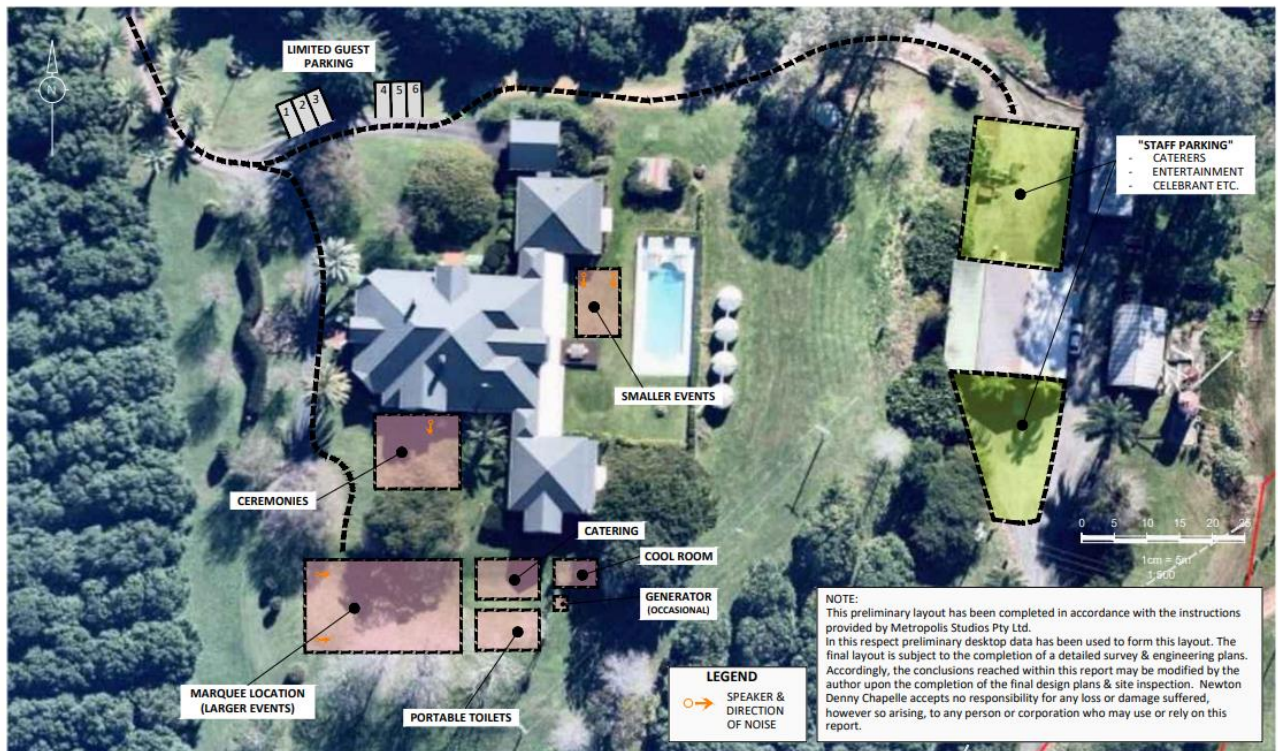 LIMITED GUEST
PARKING
1
2
3
4
5
6
N
"STAFF PARKING"
- CATERERS
- ENTERTAINMENT
- CELEBRANT ETC.
SMALLER EVENTS
CEREMONIES
CATERING
COOL ROOM
GENERATOR
(OCCASIONAL)
MARQUEE LOCATION
(LARGER EVENTS)
PORTABLE TOILETS
0 5 10 15 20 25
1cm = 5m
1:500
LEGEND
SPEAKER &
DIRECTION
OF NOISE
NOTE:
This preliminary layout has been completed in accordance with the instructions
provided by Metropolis Studios Pty Ltd.
In this respect preliminary desktop data has been used to form this layout. The
final layout is subject to the completion of a detailed survey & engineering plans.
Accordingly, the conclusions reached within this report may be modified by the
author upon the completion of the final design plans & site inspection. Newton
Denny Chapelle accepts no responsibility for any loss or damage suffered,
however so arising, to any person or corporation who may use or rely on this
report.